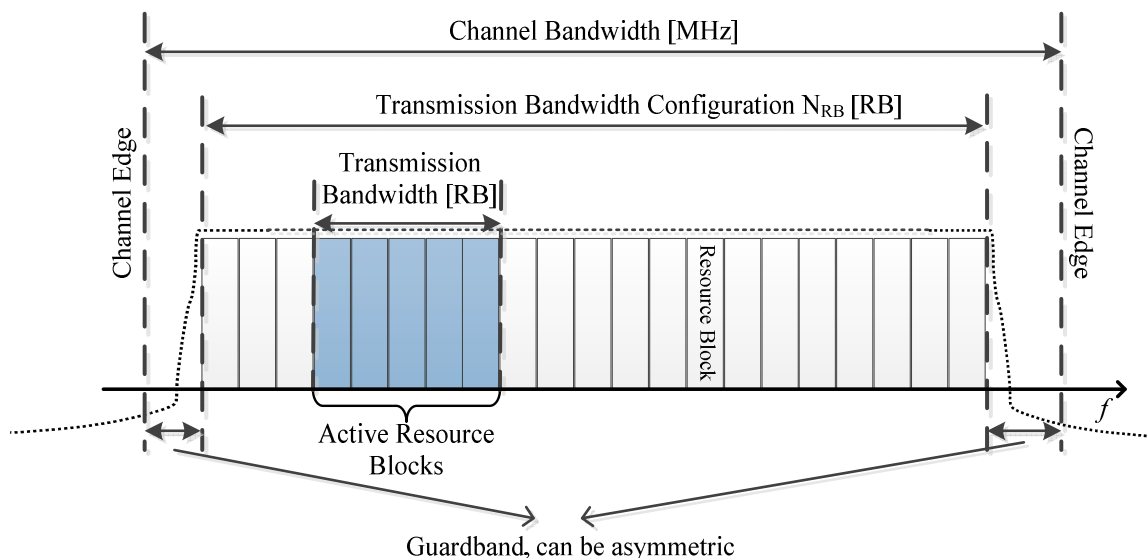 Channel Bandwidth [MHz]
Transmission Bandwidth Configuration NRB [RB]
Transmission
Bandwidth [RB]
Channel Edge
Channel Edge
Resource Block
f
Active Resource
Blocks
Guardband, can be asymmetric